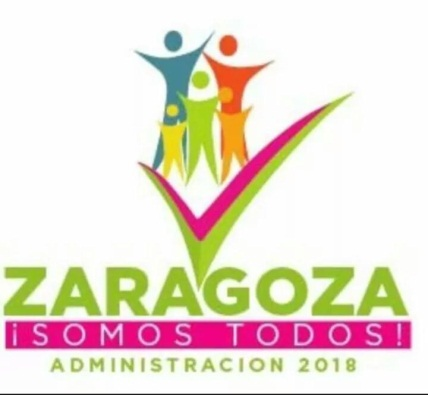 ZARAGOZA
¡SOMOS TODOS!
ADMINISTRACION 2018